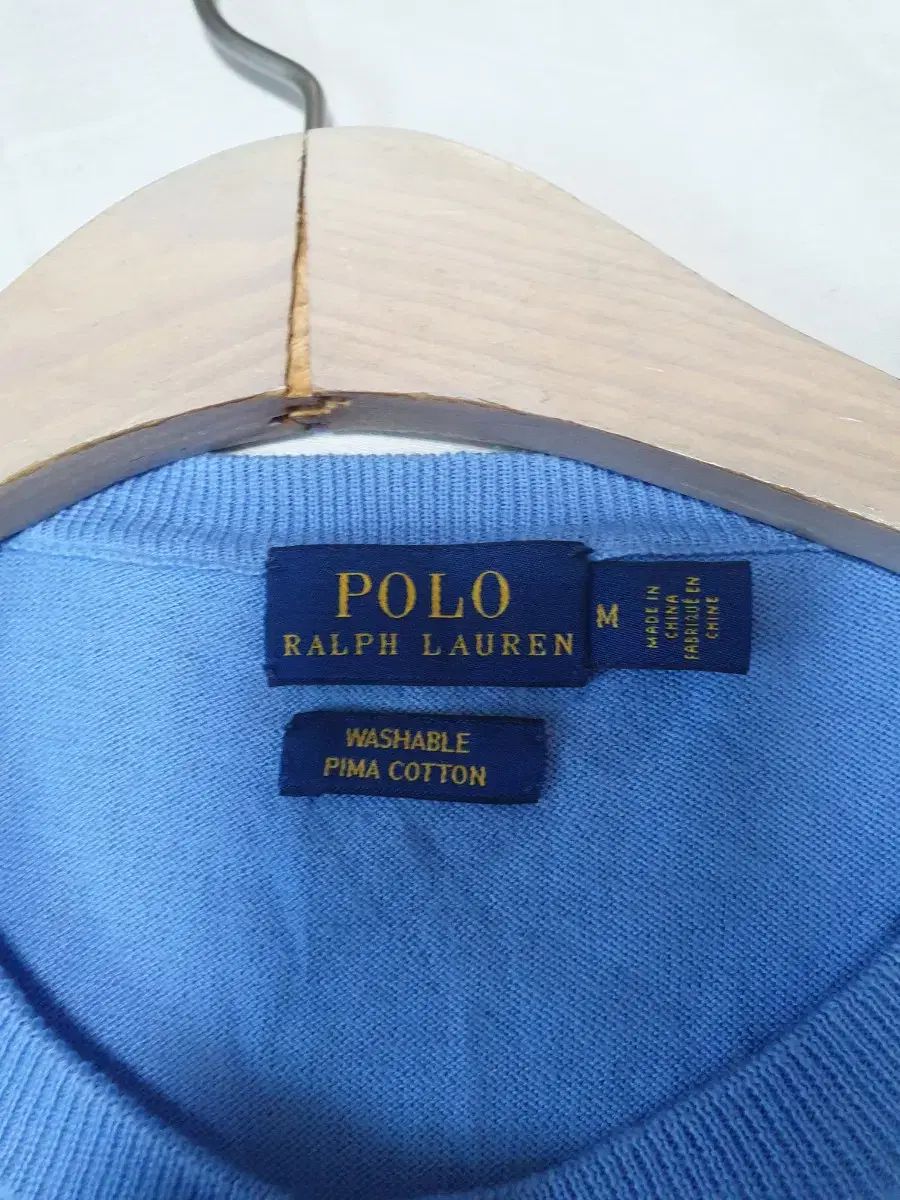 POLO
RALPH LAUREN
M
MADE IN
CHINA
FABRIQUÉ EN
CHINE
WASHABLE
PIMA COTTON